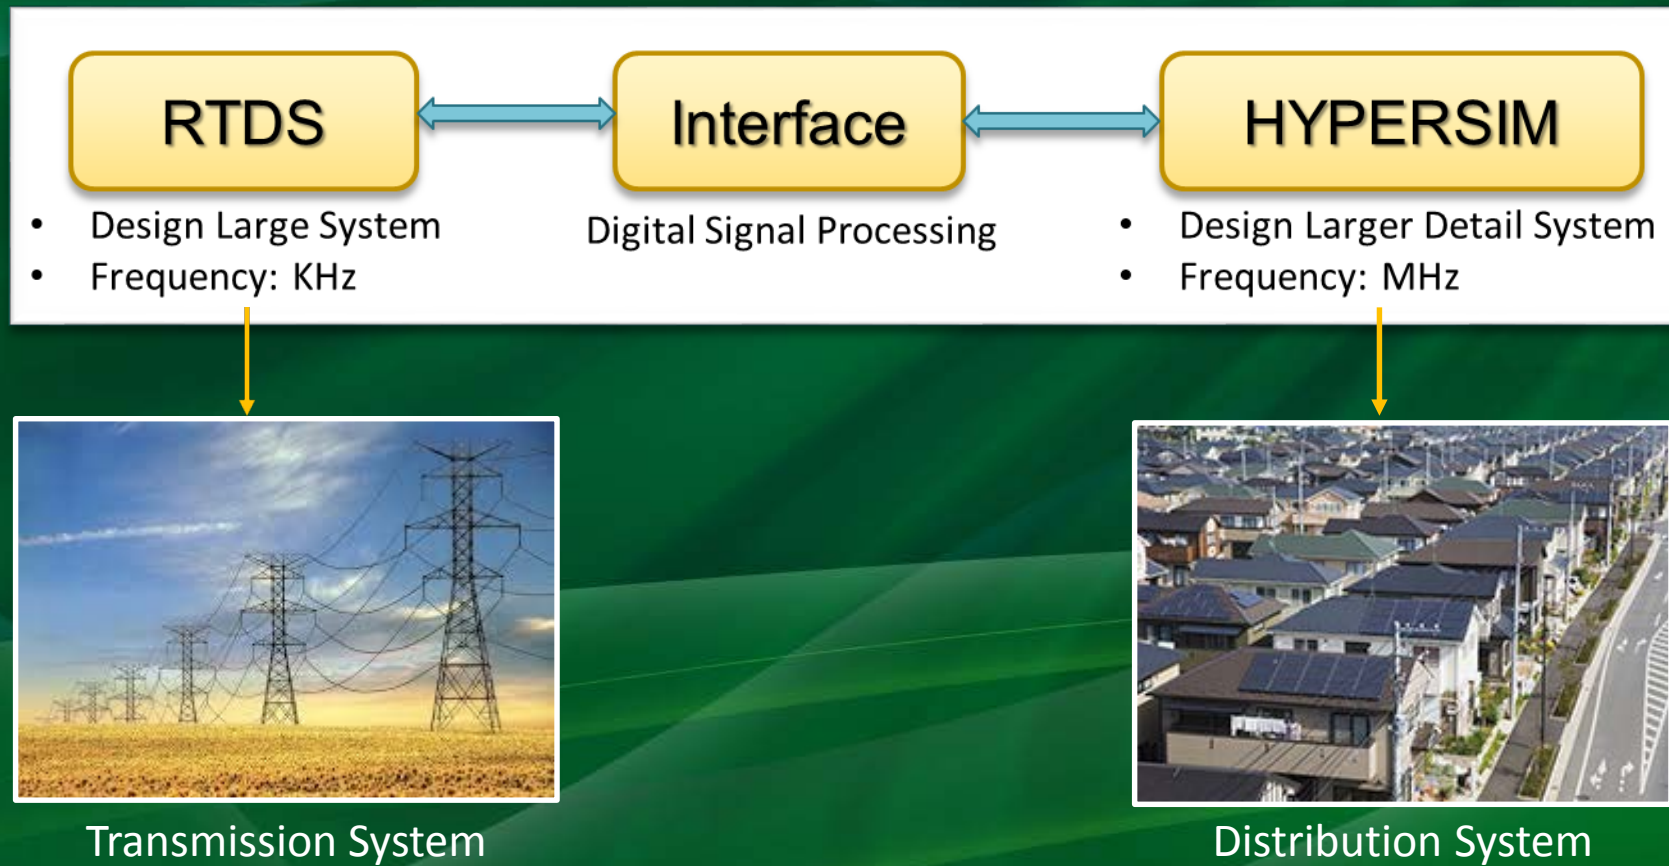 RTDS
Interface
HYPERSIM
• Design Large System
• Frequency: KHz
Digital Signal Processing
• Design Larger Detail System
• Frequency: MHz
Transmission System
Distribution System